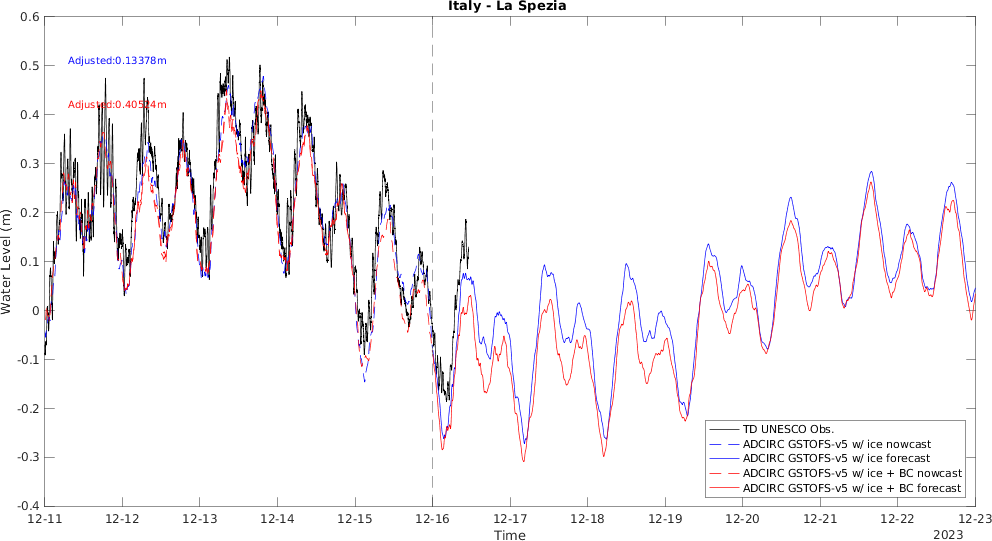 Italy - La Spezia
0.6
0.5
0.4
0.3
0.2
0.1
0
-0.1
-0.2
-0.3
-0.4
Water Level (m)
Adjusted:0.13378m
Adjusted:0.40524m
TD UNESCO Obs.
ADCIRC GSTOFS-v5 w/ ice nowcast
ADCIRC GSTOFS-v5 w/ ice forecast
ADCIRC GSTOFS-v5 w/ ice + BC nowcast
ADCIRC GSTOFS-v5 w/ ice + BC forecast
12-11 12-12 12-13 12-14 12-15 12-16 12-17 12-18 12-19 12-20 12-21 12-22 12-23
Time
2023